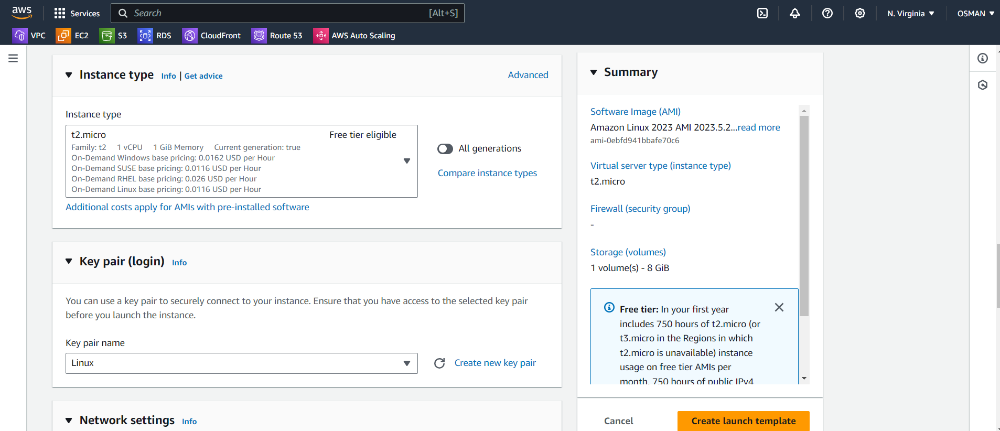 aws
Services
Search
[Alt+S]
N. Virginia
OSMAN
VPC
EC2
S3
RDS
CloudFront
Route 53
AWS Auto Scaling
Instance type Info | Get advice
Advanced
Instance type
t2.micro
Free tier eligible
Family: t2 1 vCPU 1 GiB Memory Current generation: true
On-Demand Windows base pricing: 0.0162 USD per Hour
On-Demand SUSE base pricing: 0.0116 USD per Hour
On-Demand RHEL base pricing: 0.026 USD per Hour
On-Demand Linux base pricing: 0.0116 USD per Hour
All generations
Compare instance types
Additional costs apply for AMIs with pre-installed software
Key pair (login) Info
You can use a key pair to securely connect to your instance. Ensure that you have access to the selected key pair
before you launch the instance.
Key pair name
Linux
Create new key pair
Network settings Info
Summary
Software Image (AMI)
Amazon Linux 2023 AMI 2023.5.2...read more
ami-0ebfd941bbafe70c6
Virtual server type (instance type)
t2.micro
Firewall (security group)
-
Storage (volumes)
1 volume(s) - 8 GiB
Free tier: In your first year
includes 750 hours of t2.micro (or
t3.micro in the Regions in which
t2.micro is unavailable) instance
usage on free tier AMIs per
month, 750 hours of public IPv4
Cancel
Create launch template